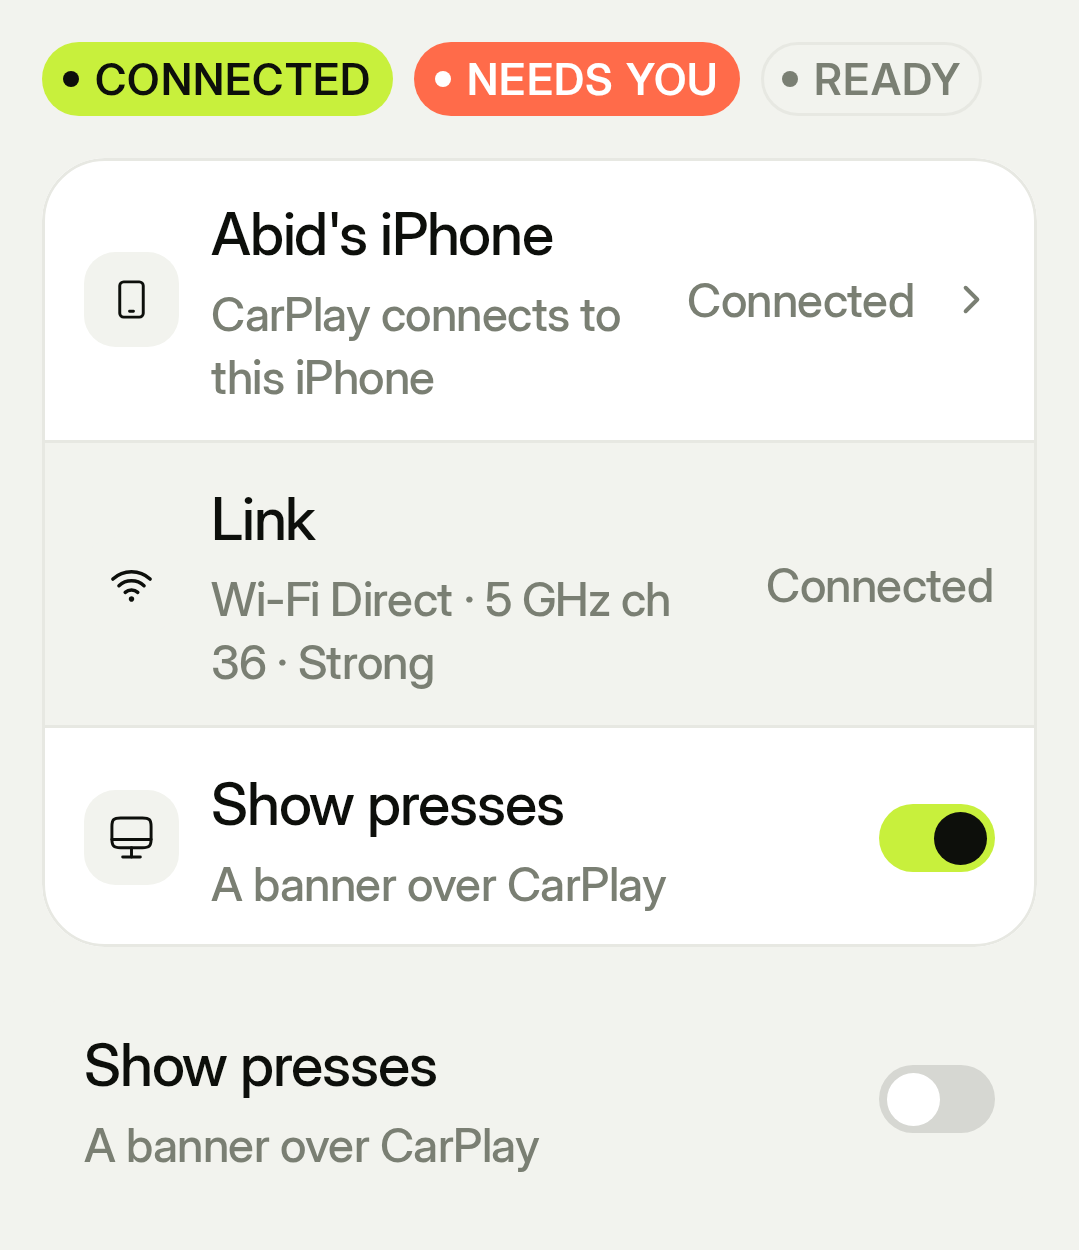 CONNECTED
NEEDS YOU
READY
Abid's iPhone
CarPlay connects to
this iPhone
Connected
Link
Wi-Fi Direct · 5 GHz ch
36 · Strong
Connected
Show presses
A banner over CarPlay
Show presses
A banner over CarPlay